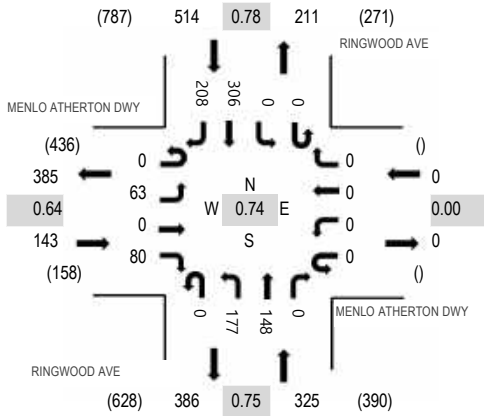 (787) 514 0.78 211 (271)
RINGWOOD AVE
208 306 0 0
MENLO ATHERTON DWY
(436) 0 0 ()
385 63 N 0 0
0.64 0 W 0.74 E 0 0.00
143 80 S 0 0
(158) ()
0 177 148 0
MENLO ATHERTON DWY
RINGWOOD AVE
(628) 386 0.75 325 (390)